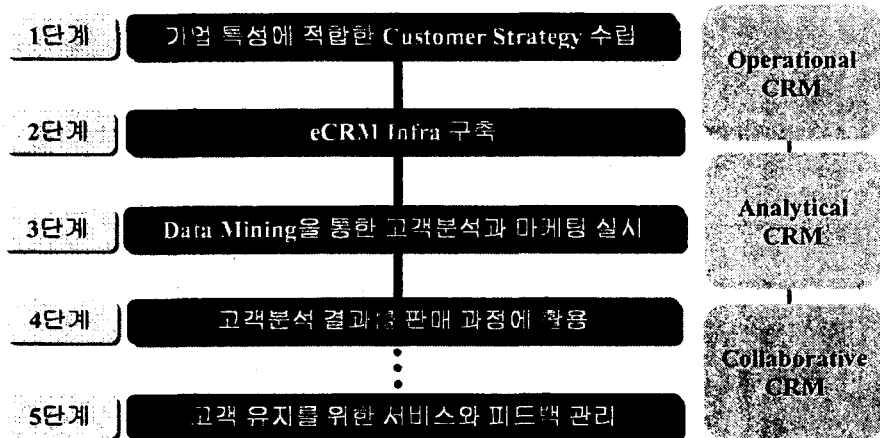 1단계
기업 특성에 적합한 Customer Strategy 수립
2단계
eCRM Infra 구축
3단계
Data Mining을 통한 고객분석과 마케팅 실시
4단계
고객분석 결과를 판매 과정에 활용
5단계
고객 유지를 위한 서비스와 피드백 관리
Operational
CRM
Analytical
CRM
Collaborative
CRM